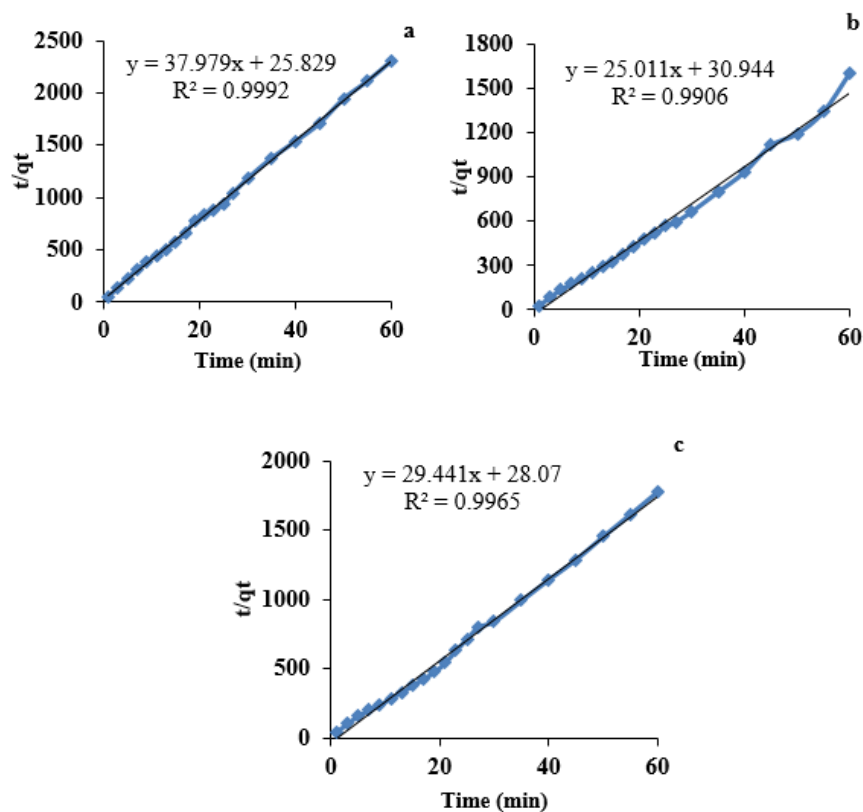 a
y = 37.979x + 25.829
R² = 0.9992
2500
2000
1500
1000
500
0
t/qt
0 20 40 60
Time (min)
b
y = 25.011x + 30.944
R² = 0.9906
1800
1500
1200
900
600
300
0
t/qt
0 20 40 60
Time (min)
c
y = 29.441x + 28.07
R² = 0.9965
2000
1500
1000
500
0
t/qt
0 20 40 60
Time (min)